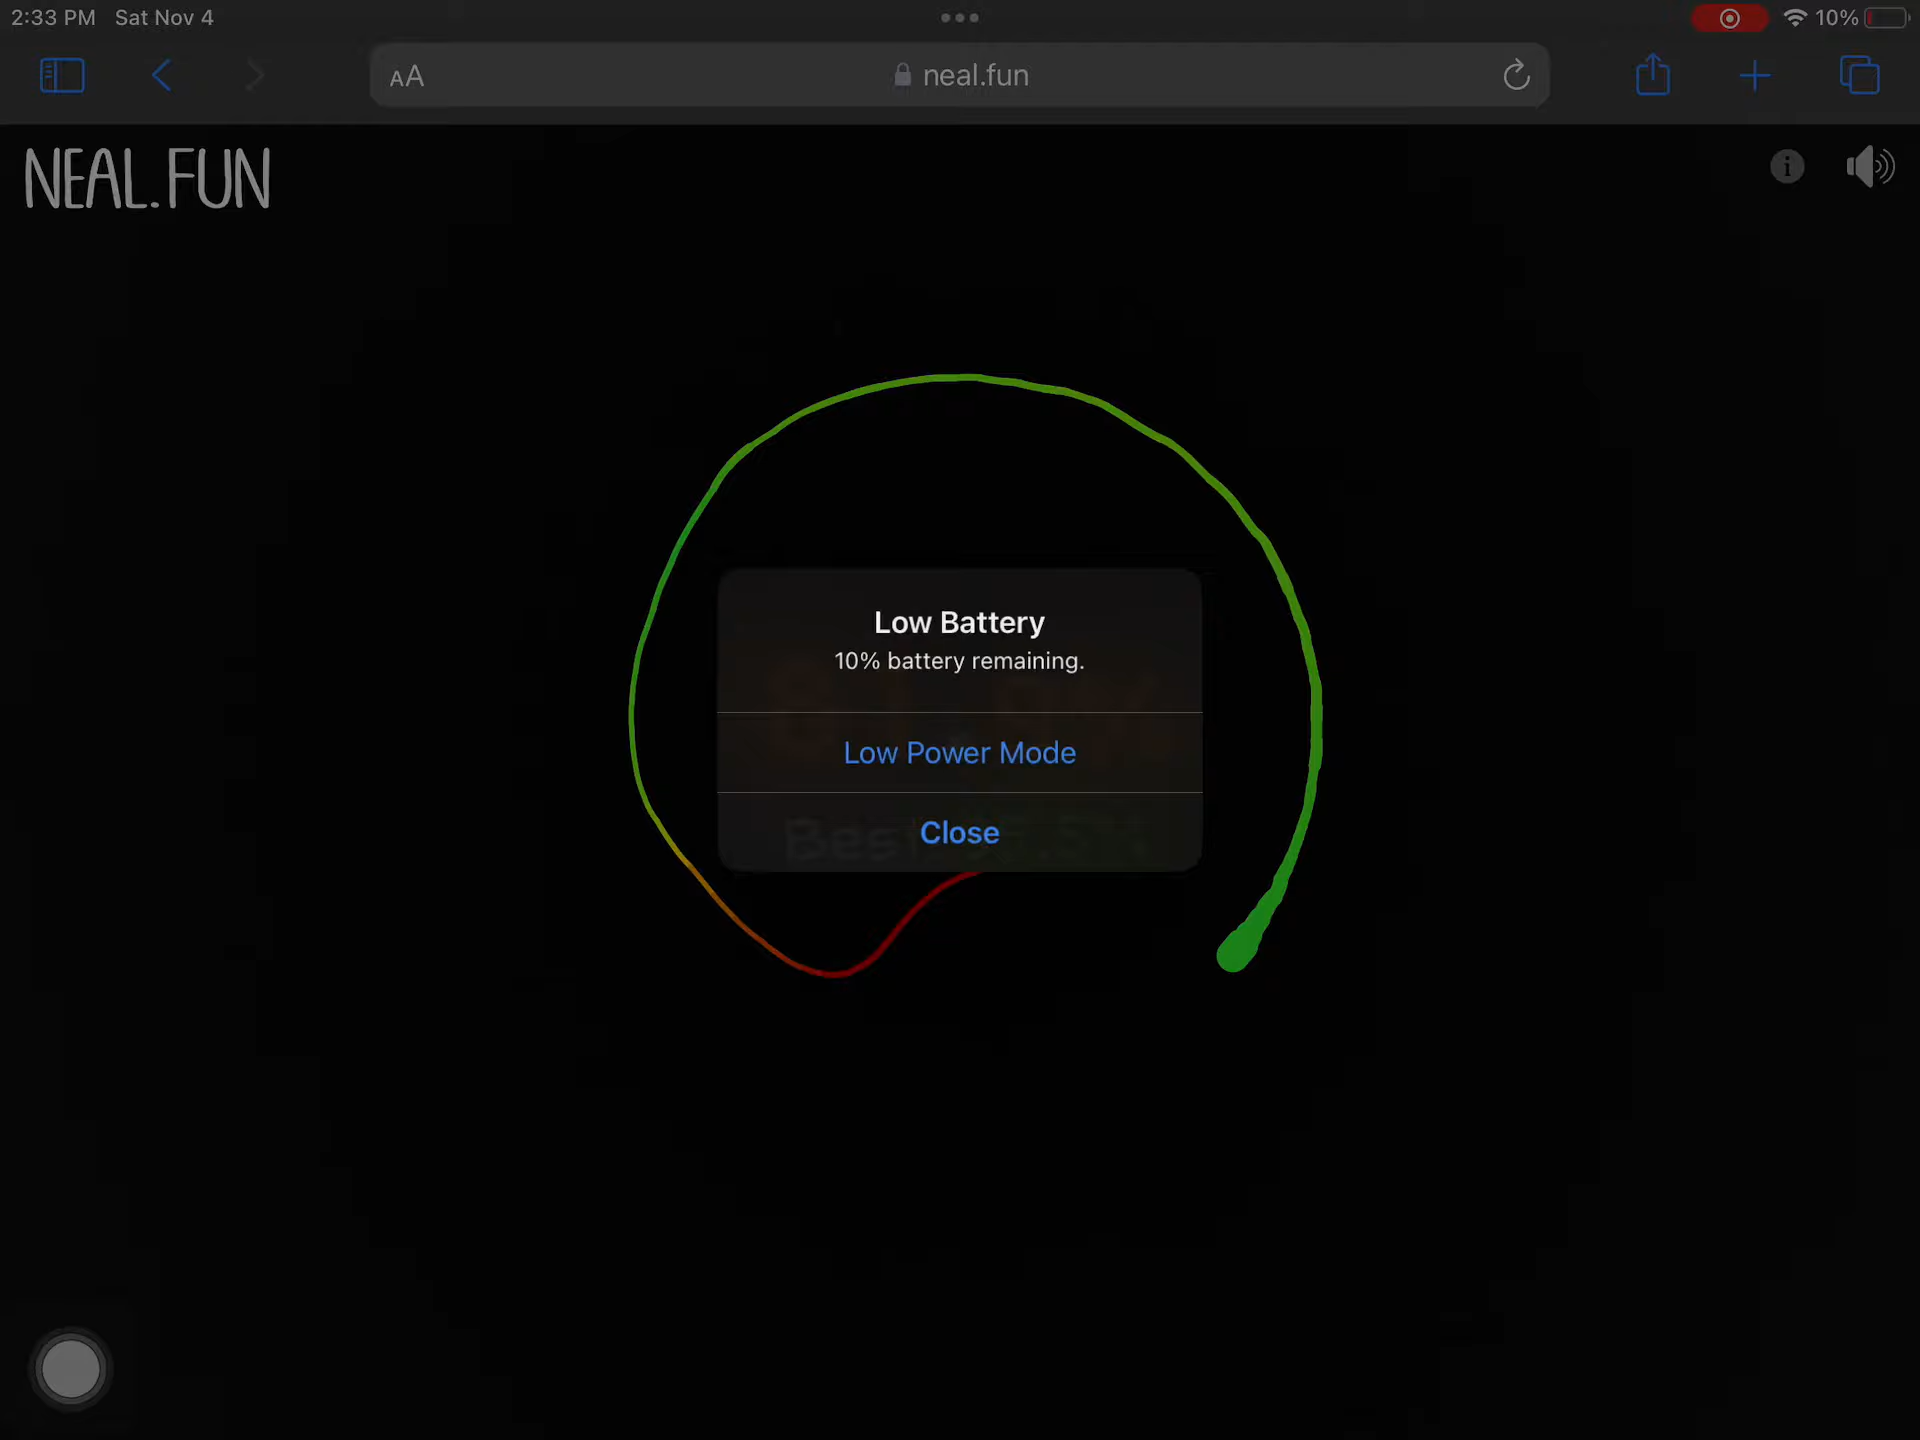 2:33 PM Sat Nov 4
10%
AA
neal.fun
NEAL.FUN
Low Battery
10% battery remaining.
Low Power Mode
Close